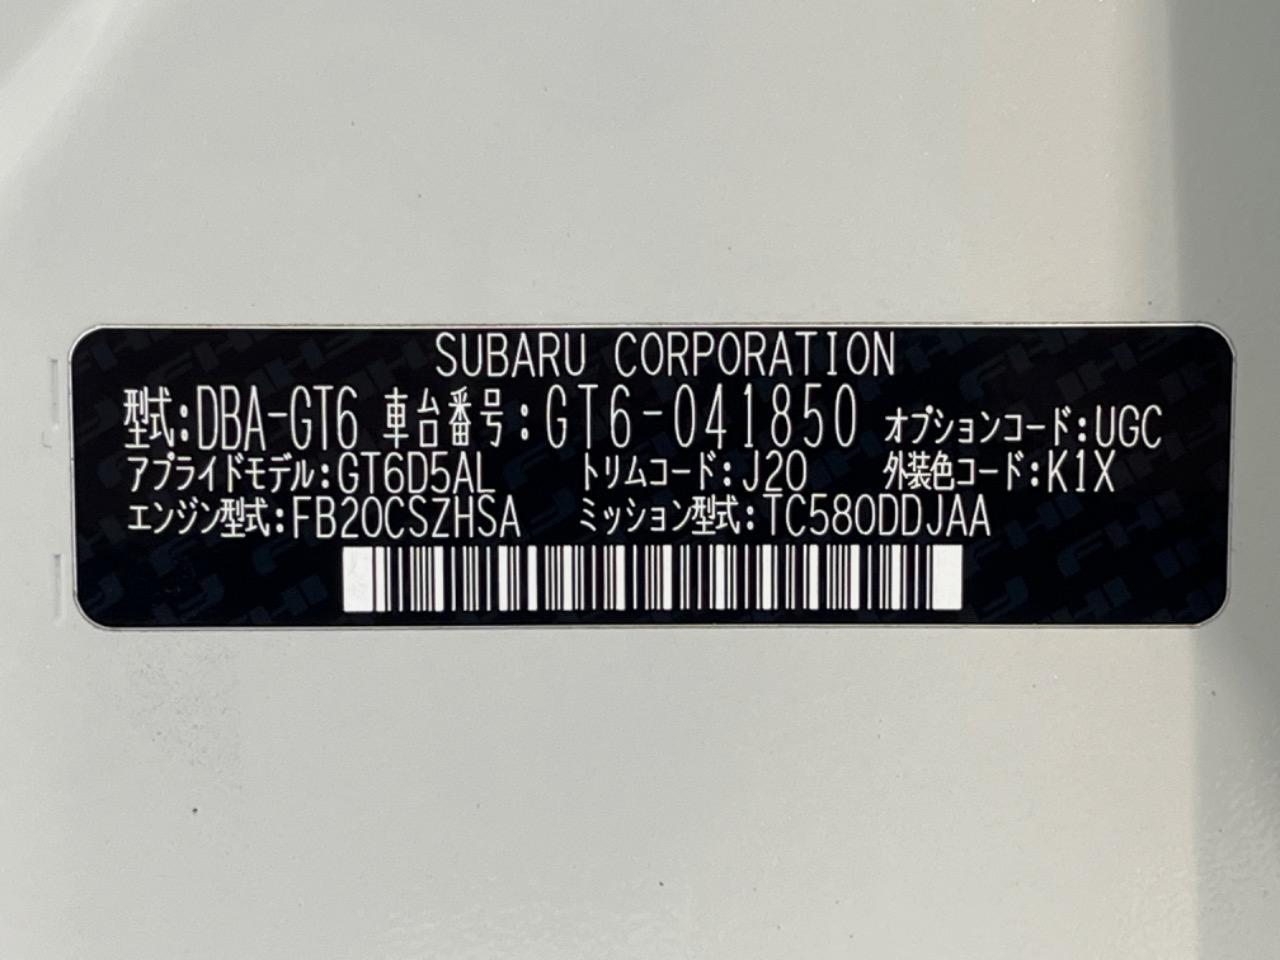 SUBARU CORPORATION
型式:DBA-GT6 車台番号:GT6-041850 オプションコード:UGC
アプライドモデル:GT6D5AL トリムコード:J20 外装色コード:K1X
エンジン型式:FB20CSZHSA ミッション型式:TC580DDJAA